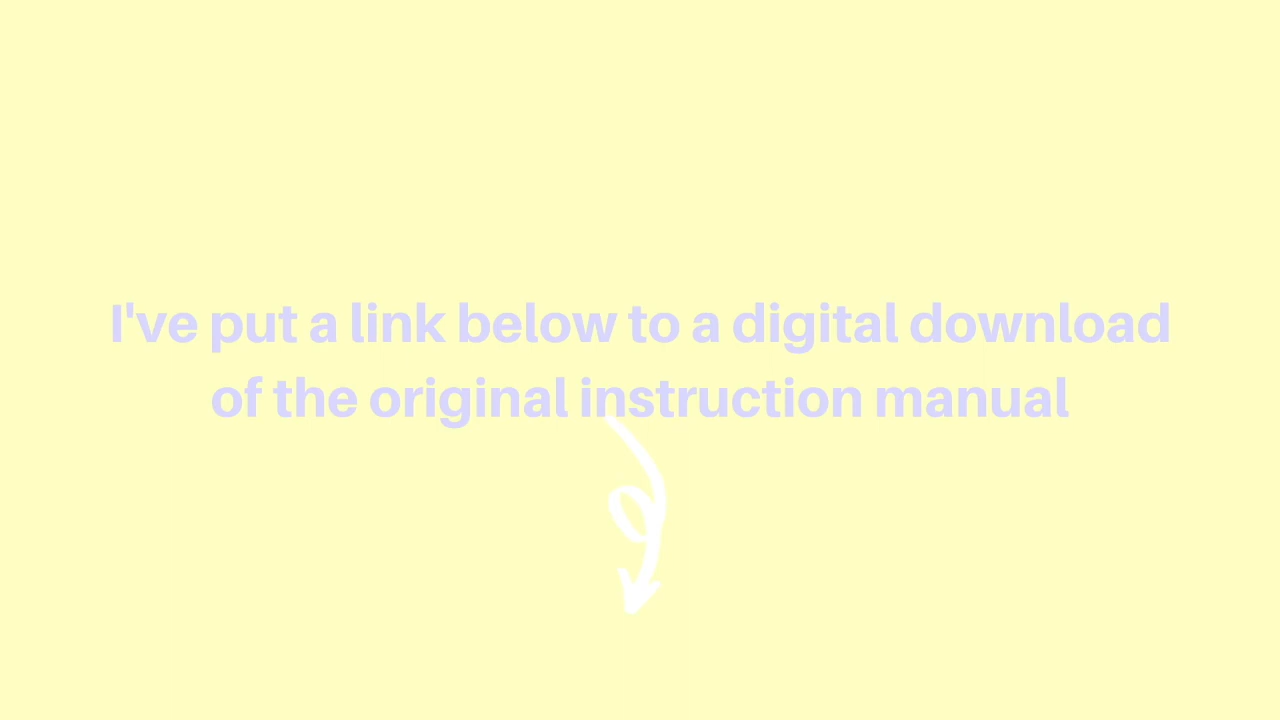 I've put a link below to a digital download
of the original instruction manual